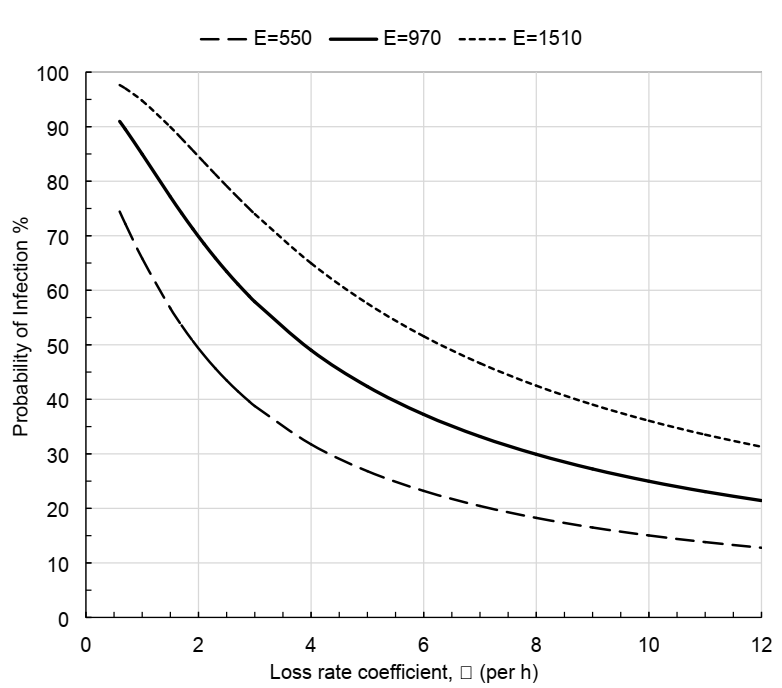 E=550 E=970 E=1510
100
90
80
70
60
50
40
30
20
10
0
Probability of Infection %
0 2 4 6 8 10 12
Loss rate coefficient, □ (per h)